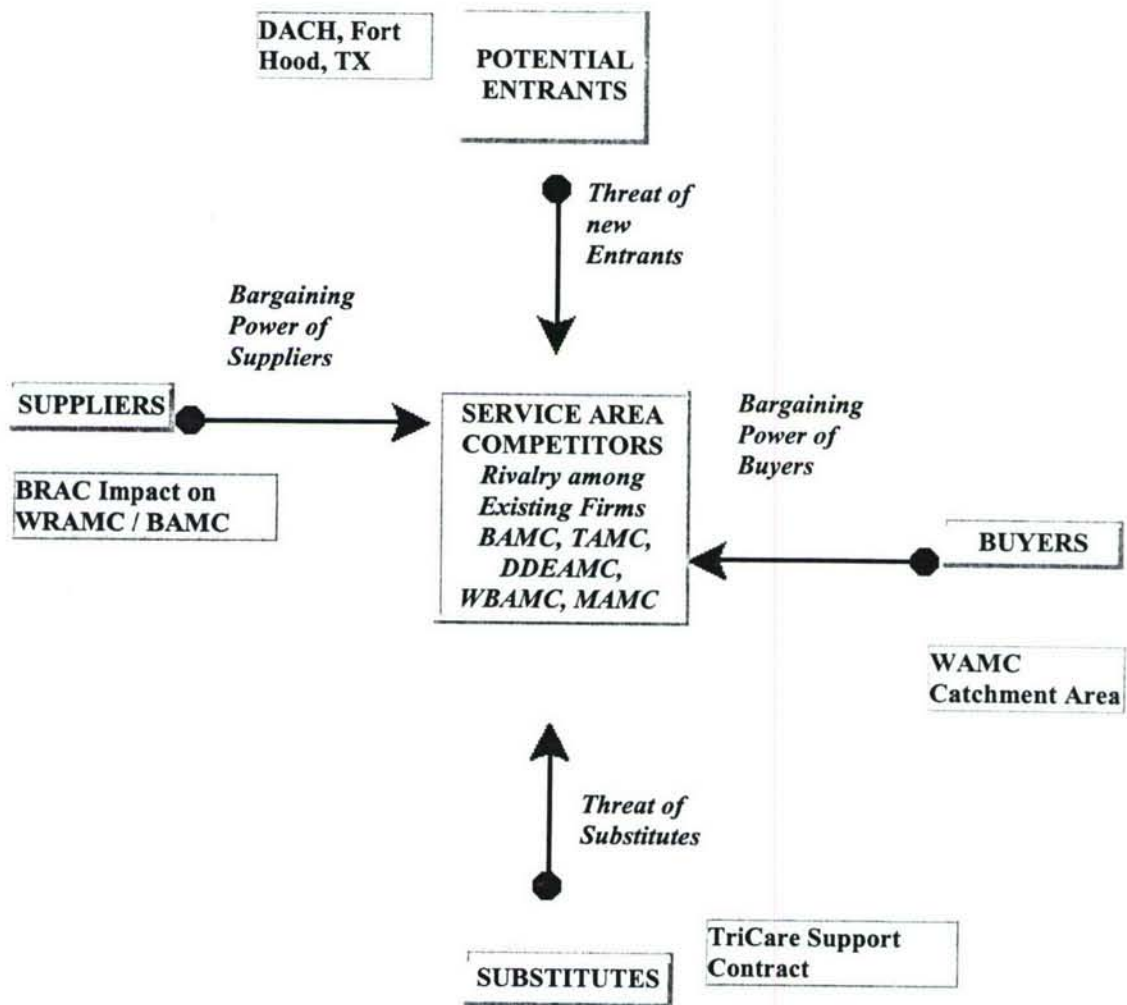 DACH, Fort
Hood, TX
POTENTIAL
ENTRANTS
Threat of
new
Entrants
Bargaining
Power of
Suppliers
SUPPLIERS
BRAC Impact on
WRAMC / BAMC
SERVICE AREA
COMPETITORS
Rivalry among
Existing Firms
BAMC, TAMC,
DDEAMC,
WBAMC, MAMC
Bargaining
Power of
Buyers
BUYERS
WAMC
Catchment Area
Threat of
Substitutes
SUBSTITUTES
TriCare Support
Contract